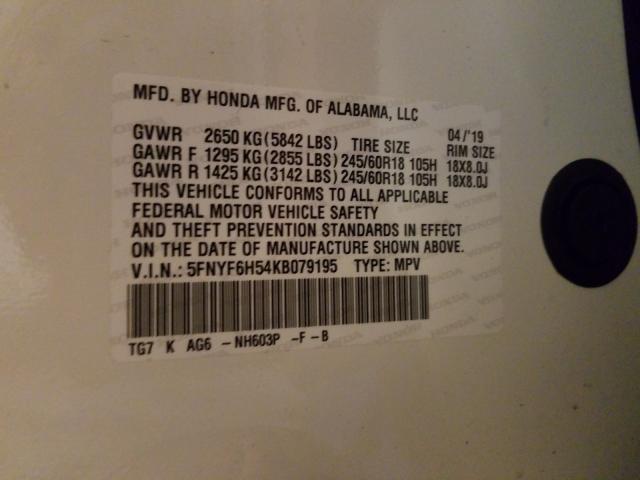 MFD. BY HONDA MFG. OF ALABAMA, LLC
GVWR 2650 KG(5842 LBS) TIRE SIZE 04/'19 RIM SIZE
GAWR F 1295 KG(2855 LBS)245/60R18 105H 18X8.0J
GAWR R 1425 KG(3142 LBS)245/60R18 105H 18X8.0J
THIS VEHICLE CONFORMS TO ALL APPLICABLE
FEDERAL MOTOR VEHICLE SAFETY
AND THEFT PREVENTION STANDARDS IN EFFECT
ON THE DATE OF MANUFACTURE SHOWN ABOVE.
V.I.N.: 5FNYF6H54KB079195 TYPE: MPV
TG7 K AG6 -NH603P -F-B